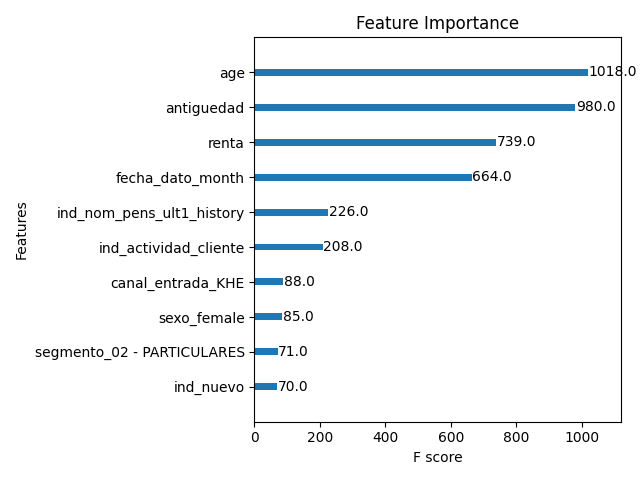 Feature Importance
age 1018.0
antiguedad 980.0
renta 739.0
fecha_dato_month 664.0
ind_nom_pens_ult1_history 226.0
ind_actividad_cliente 208.0
canal_entrada_KHE 88.0
sexo_female 85.0
segmento_02 - PARTICULARES 71.0
ind_nuevo 70.0
Features
0 200 400 600 800 1000
F score